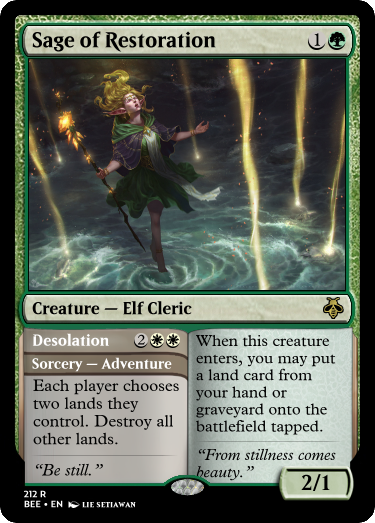 Sage of Restoration 1
Creature — Elf Cleric
Desolation 2
Sorcery — Adventure
Each player chooses
two lands they
control. Destroy all
other lands.
“Be still.”
When this creature
enters, you may put
a land card from
your hand or
graveyard onto the
battlefield tapped.
“From stillness comes
beauty.”
2/1
212 R
BEE • EN LIE SETIAWAN